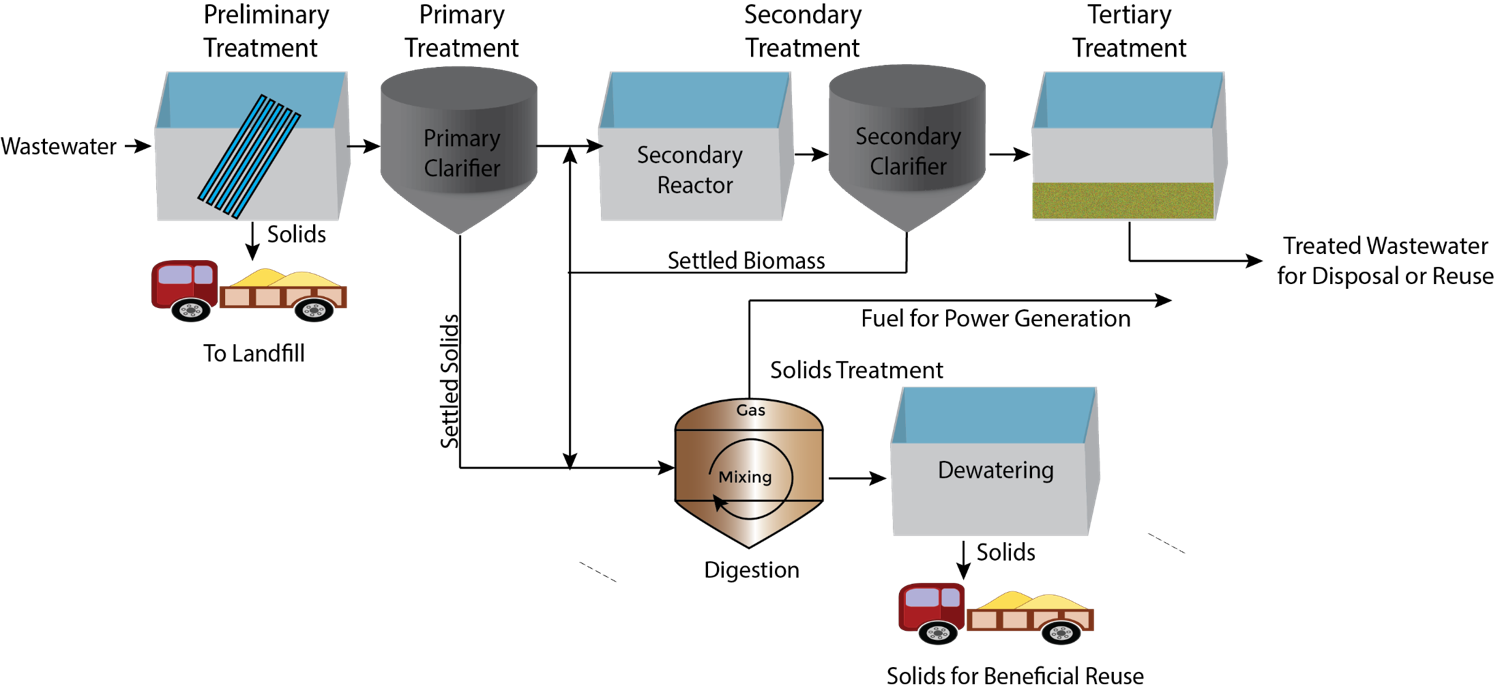 Preliminary
Treatment
Primary
Treatment
Secondary
Treatment
Tertiary
Treatment
Wastewater
Primary
Clarifier
Secondary
Reactor
Secondary
Clarifier
Solids
To Landfill
Settled Biomass
Treated Wastewater
for Disposal or Reuse
Settled Solids
Fuel for Power Generation
Solids Treatment
Gas
Mixing
Digestion
Dewatering
Solids
Solids for Beneficial Reuse